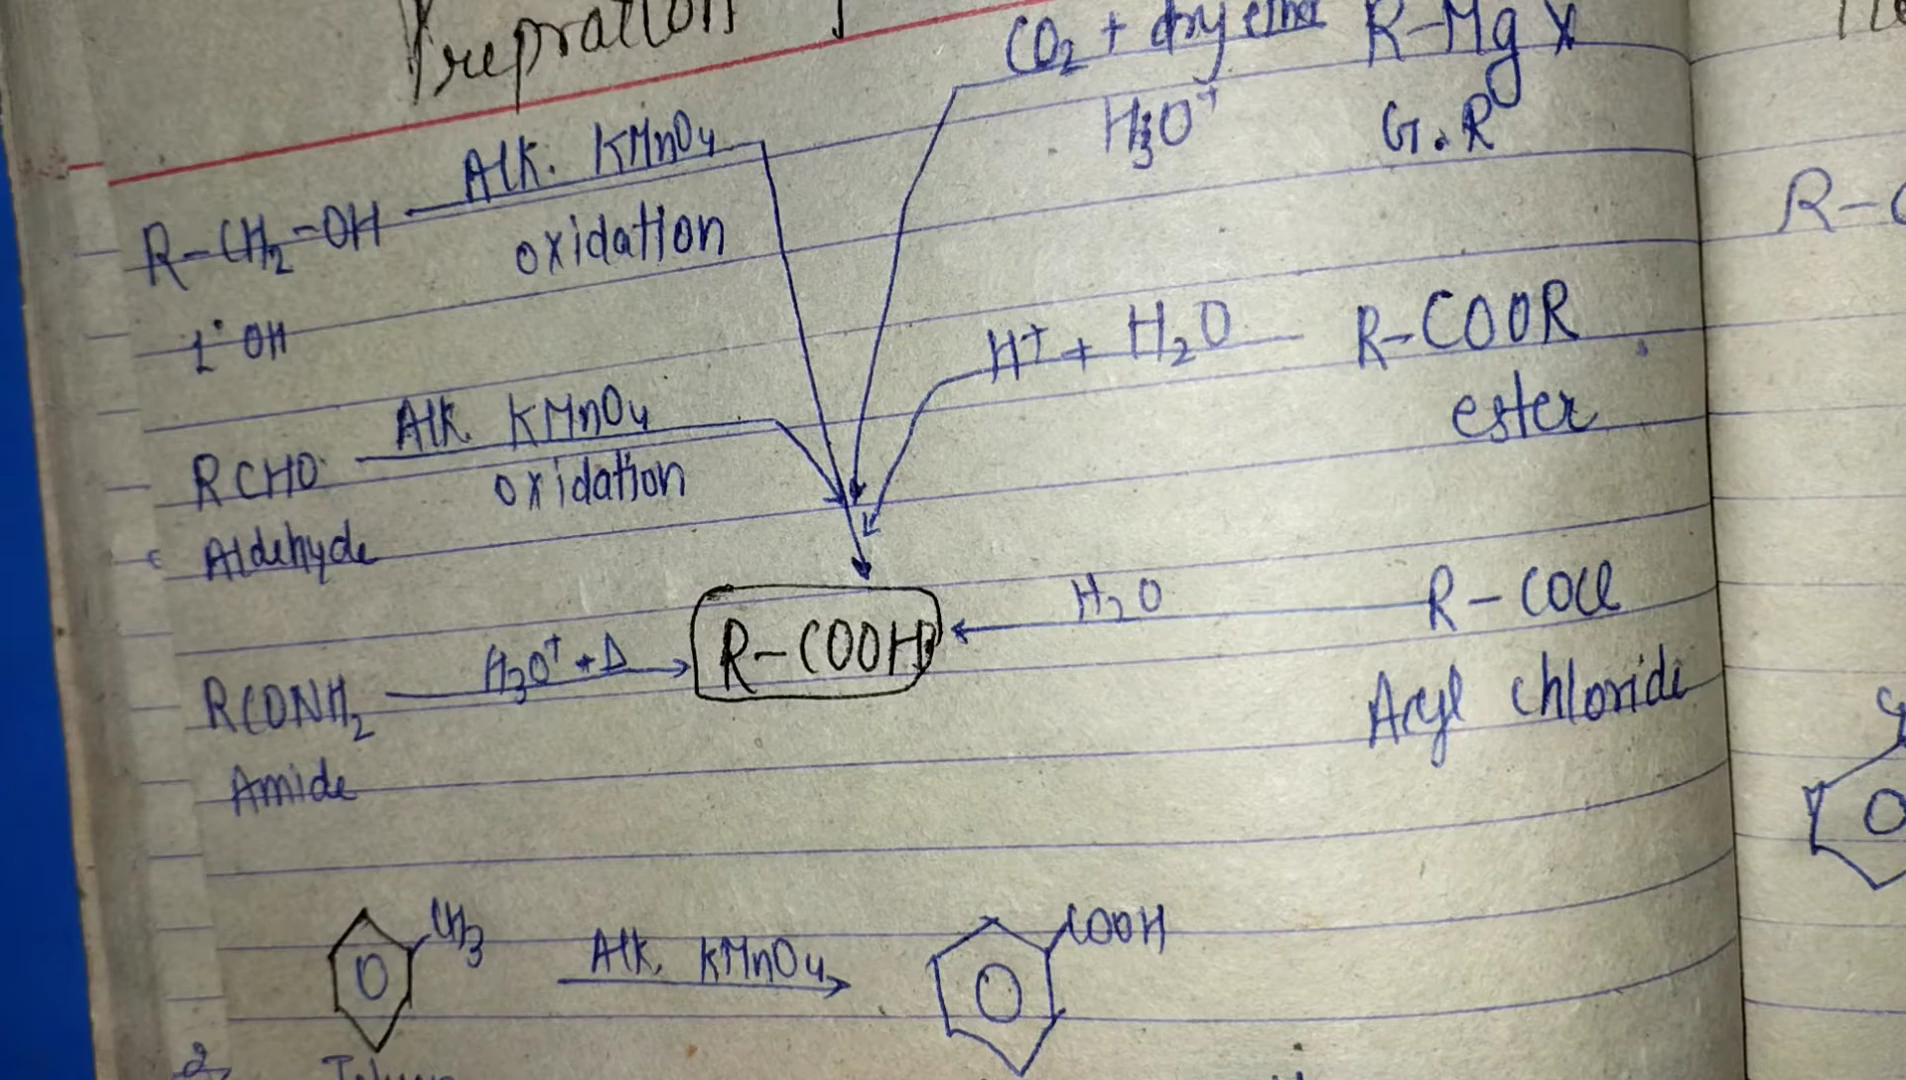 Prepration
CO₂ + dry ether R-Mg X
H₃O⁺ G.R
Alk. KMnO₄
R-CH₂-OH
oxidation
1° OH
H⁺ + H₂O R-COOR
ester
Alk. KMnO₄
RCHO
oxidation
Aldehyde
H₂O R-COCl
R-COOH
H₃O⁺ + Δ
RCONH₂
Acyl chloride
Amide
CH₃ Alk. KMnO₄ COOH
R-